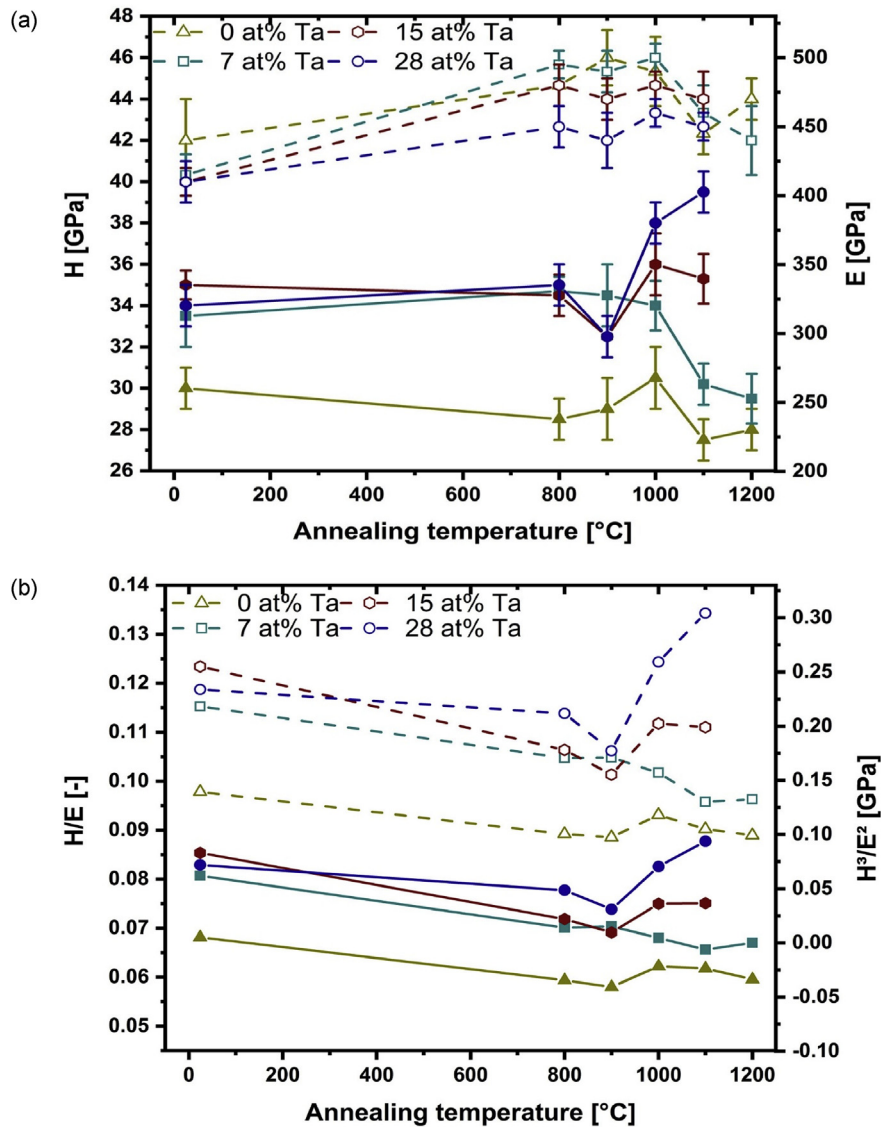 (a)
0 at% Ta 15 at% Ta
7 at% Ta 28 at% Ta
46
44
42
40
38
36
34
32
30
28
26
H [GPa]
500
450
400
350
300
250
200
E [GPa]
0 200 400 600 800 1000 1200
Annealing temperature [°C]
(b)
0 at% Ta 15 at% Ta
7 at% Ta 28 at% Ta
0.14
0.13
0.12
0.11
0.10
0.09
0.08
0.07
0.06
0.05
H/E [-]
0.30
0.25
0.20
0.15
0.10
0.05
0.00
-0.05
-0.10
H³/E² [GPa]
0 200 400 600 800 1000 1200
Annealing temperature [°C]